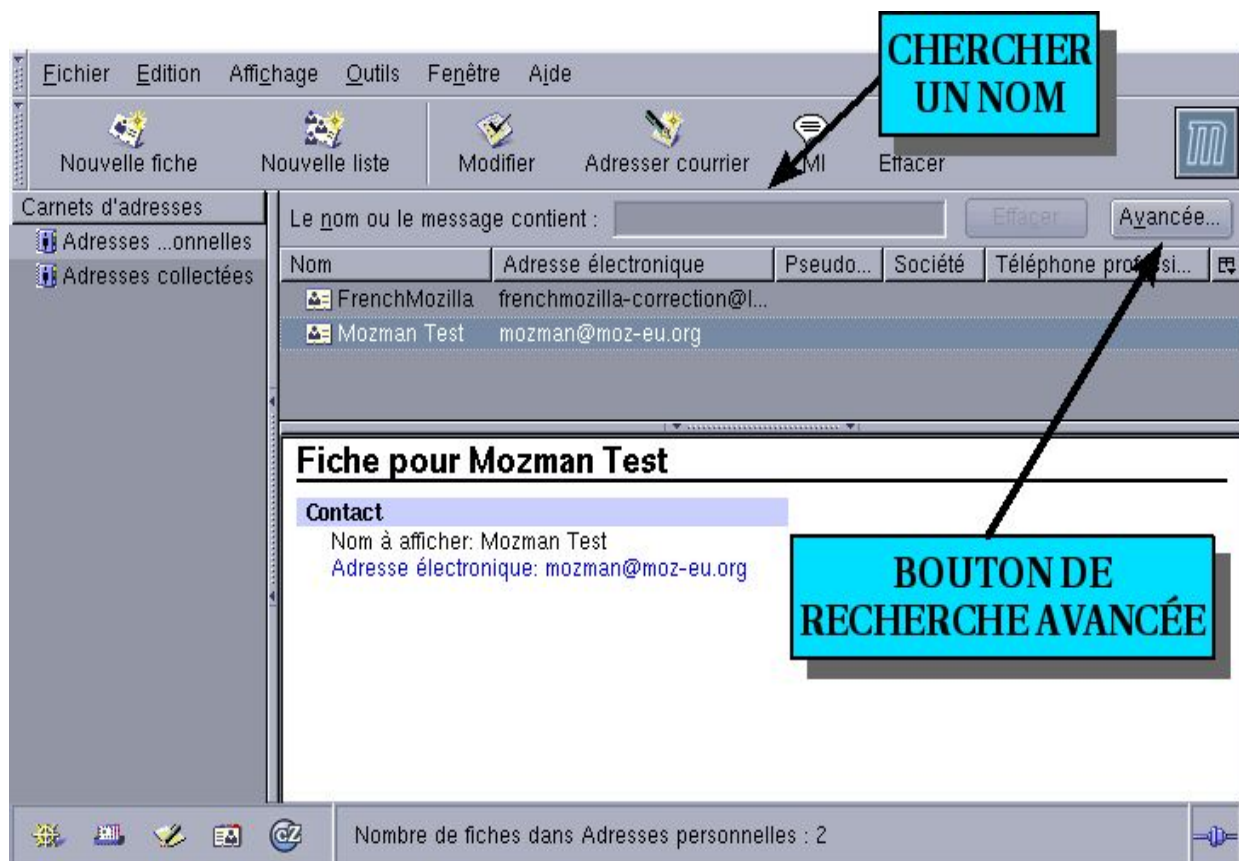 CHERCHER
UN NOM
Fichier Edition Affichage Outils Fenêtre Aide
Nouvelle fiche Nouvelle liste Modifier Adresser courrier MI Effacer
Carnets d'adresses
Adresses ...onnelles
Adresses collectées
Le nom ou le message contient : Effacer Avancée...
Nom Adresse électronique Pseudo... Société Téléphone professi...
FrenchMozilla frenchmozilla-correction@l...
Mozman Test mozman@moz-eu.org
Fiche pour Mozman Test
Contact
Nom à afficher: Mozman Test
Adresse électronique: mozman@moz-eu.org
BOUTON DE
RECHERCHE AVANCÉE
Nombre de fiches dans Adresses personnelles : 2